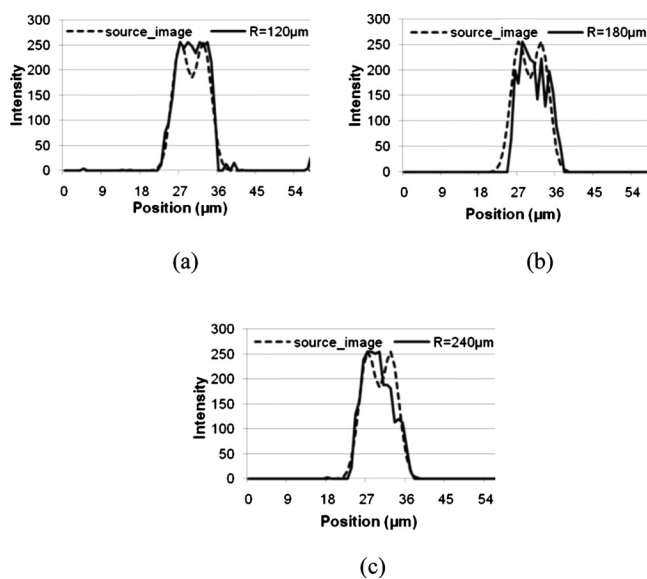 source_image R=120µm
300
250
200
150
100
50
0
Intensity
0 9 18 27 36 45 54
Position (µm)
(a)
source_image R=180µm
300
250
200
150
100
50
0
Intensity
0 9 18 27 36 45 54
Position (µm)
(b)
source_image R=240µm
300
250
200
150
100
50
0
Intensity
0 9 18 27 36 45 54
Position (µm)
(c)